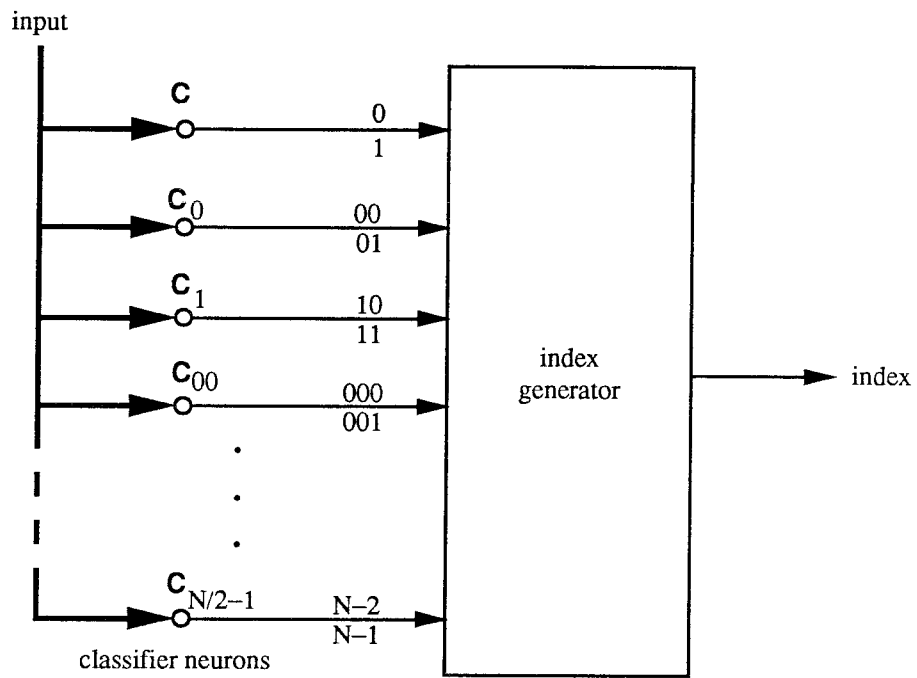 input
C
0
1
C0
00
01
C1
10
11
C00
000
001
index
generator
index
CN/2–1
N–2
N–1
classifier neurons